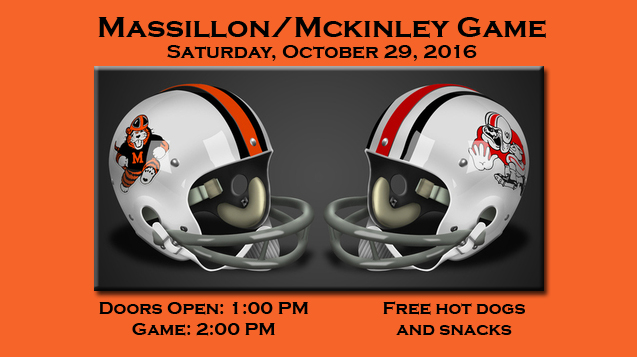 Massillon/Mckinley Game
Saturday, October 29, 2016
M
Doors Open: 1:00 PM
Game: 2:00 PM
Free hot dogs
and snacks